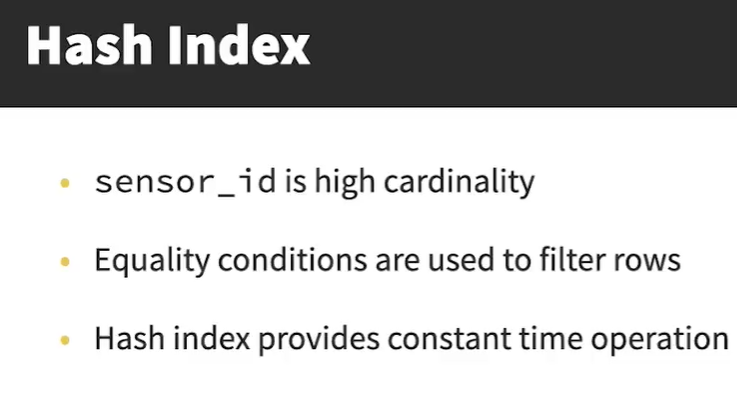 Hash Index
sensor_id is high cardinality
Equality conditions are used to filter rows
Hash index provides constant time operation